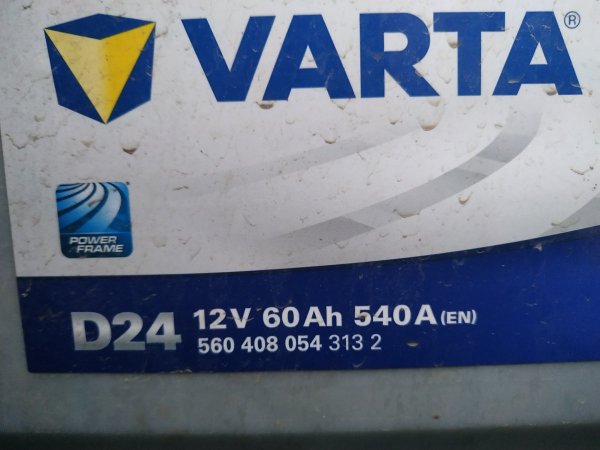 VARTA®
POWER
FRAME
D24 12V 60Ah 540A (EN)
560 408 054 313 2